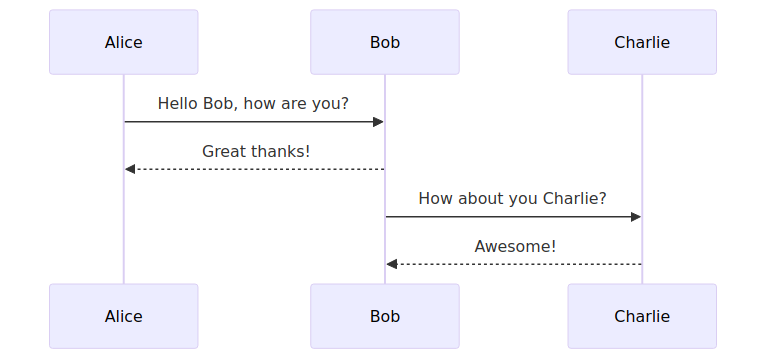 Alice
Bob
Charlie
Hello Bob, how are you?
Great thanks!
How about you Charlie?
Awesome!
Alice
Bob
Charlie